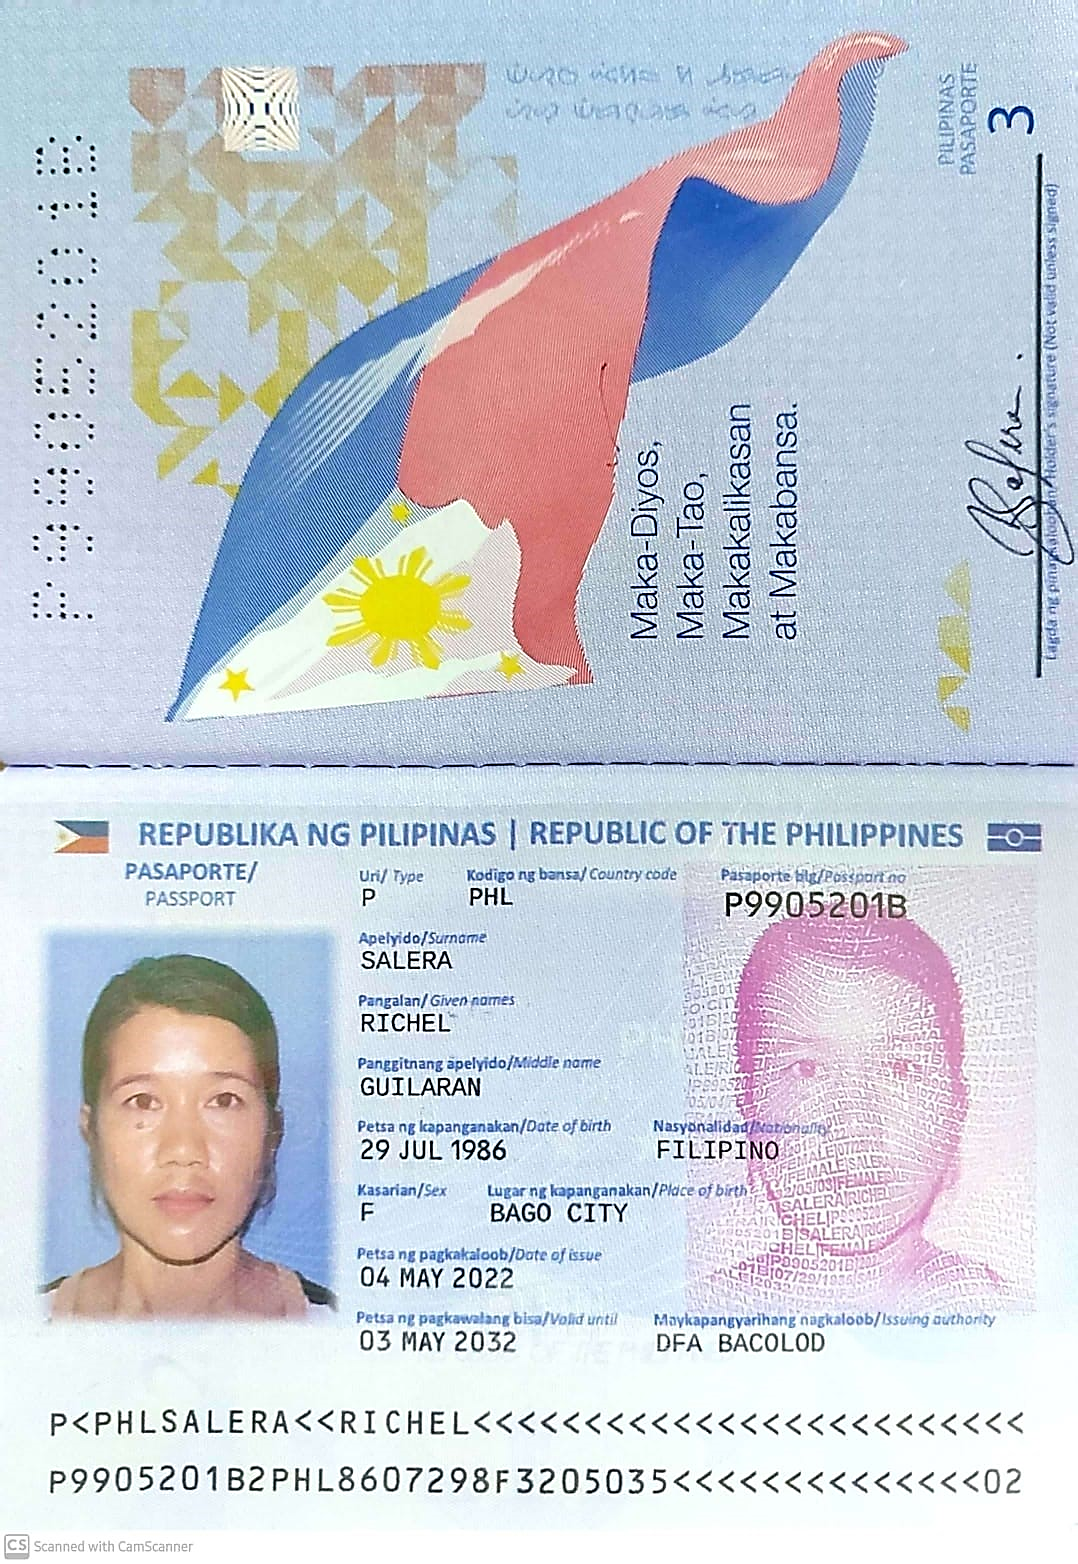 P9905201B
PILIPINAS
PASAPORTE
3
Maka-Diyos,
Maka-Tao,
Makakalikasan
at Makabansa.
Lagda ng pinagkalooban/Holder's signature (Not valid unless signed)
REPUBLIKA NG PILIPINAS | REPUBLIC OF THE PHILIPPINES
PASAPORTE/
PASSPORT
Uri/ Type
P
Kodigo ng bansa/ Country code
PHL
Pasaporte blg/Passport no
P9905201B
Apelyido/Surname
SALERA
Pangalan/ Given names
RICHEL
Panggitnang apelyido/Middle name
GUILARAN
Petsa ng kapanganakan/Date of birth
29 JUL 1986
Nasyonalidad/Nationality
FILIPINO
Kasarian/Sex
F
Lugar ng kapanganakan/Place of birth
BAGO CITY
Petsa ng pagkakaloob/Date of issue
04 MAY 2022
Petsa ng pagkawalang bisa/Valid until
03 MAY 2032
Maykapangyarihang nagkaloob/Issuing authority
DFA BACOLOD
P<PHLSALERA<<RICHEL<<<<<<<<<<<<<<<<<<<<<<<<<
P9905201B2PHL8607298F3205035<<<<<<<<<<<<<<02
CS Scanned with CamScanner